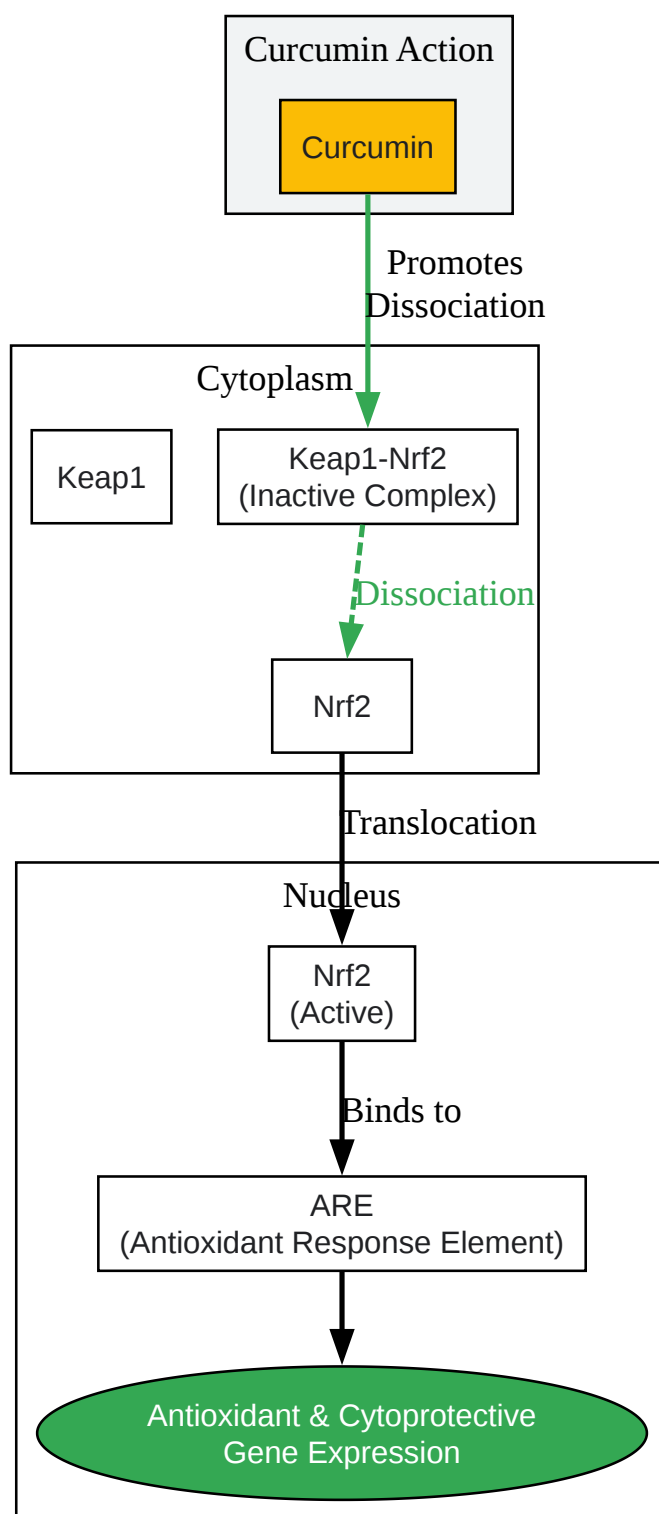 Curcumin Action
Curcumin
Promotes
Dissociation
Cytoplasm
Keap1
Keap1-Nrf2
(Inactive Complex)
Dissociation
Nrf2
Translocation
Nucleus
Nrf2
(Active)
Binds to
ARE
(Antioxidant Response Element)
Antioxidant & Cytoprotective
Gene Expression